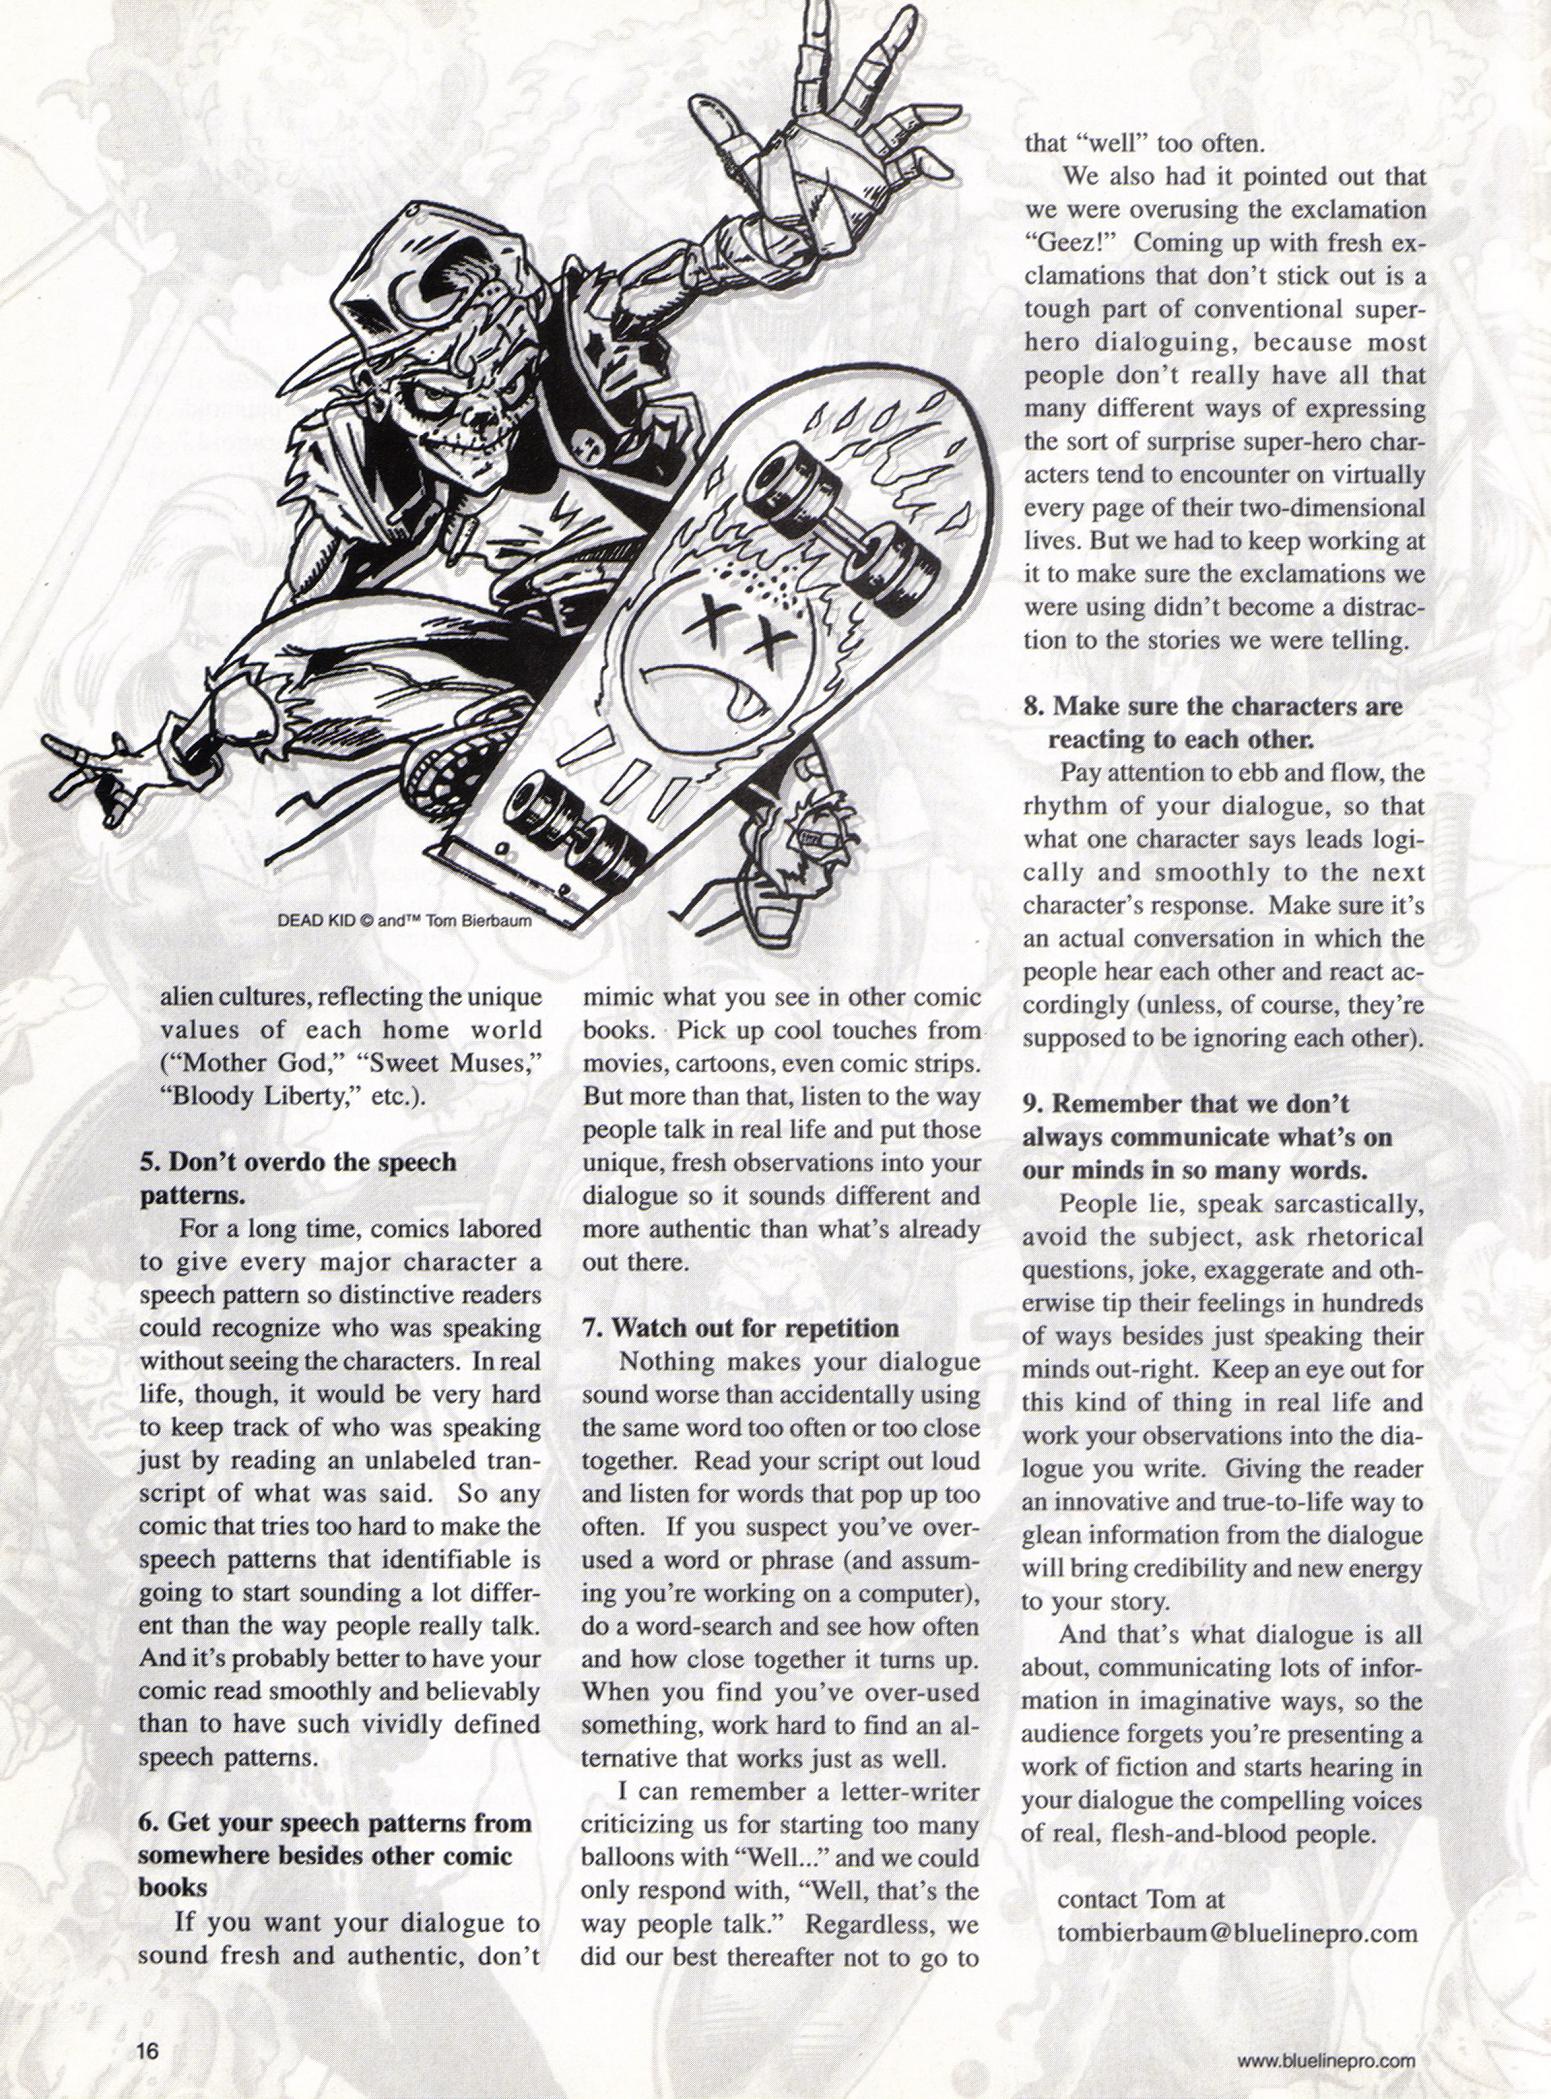 DEAD KID © and™ Tom Bierbaum
alien cultures, reflecting the unique
values of each home world
(“Mother God,” “Sweet Muses,”
“Bloody Liberty,” etc.).
5. Don’t overdo the speech
patterns.
For a long time, comics labored
to give every major character a
speech pattern so distinctive readers
could recognize who was speaking
without seeing the characters. In real
life, though, it would be very hard
to keep track of who was speaking
just by reading an unlabeled tran-
script of what was said. So any
comic that tries too hard to make the
speech patterns that identifiable is
going to start sounding a lot differ-
ent than the way people really talk.
And it’s probably better to have your
comic read smoothly and believably
than to have such vividly defined
speech patterns.
6. Get your speech patterns from
somewhere besides other comic
books
If you want your dialogue to
sound fresh and authentic, don’t
mimic what you see in other comic
books. Pick up cool touches from
movies, cartoons, even comic strips.
But more than that, listen to the way
people talk in real life and put those
unique, fresh observations into your
dialogue so it sounds different and
more authentic than what’s already
out there.
7. Watch out for repetition
Nothing makes your dialogue
sound worse than accidentally using
the same word too often or too close
together. Read your script out loud
and listen for words that pop up too
often. If you suspect you’ve over-
used a word or phrase (and assum-
ing you’re working on a computer),
do a word-search and see how often
and how close together it turns up.
When you find you’ve over-used
something, work hard to find an al-
ternative that works just as well.
I can remember a letter-writer
criticizing us for starting too many
balloons with “Well...” and we could
only respond with, “Well, that’s the
way people talk.” Regardless, we
did our best thereafter not to go to
that “well” too often.
We also had it pointed out that
we were overusing the exclamation
“Geez!” Coming up with fresh ex-
clamations that don’t stick out is a
tough part of conventional super-
hero dialoguing, because most
people don’t really have all that
many different ways of expressing
the sort of surprise super-hero char-
acters tend to encounter on virtually
every page of their two-dimensional
lives. But we had to keep working at
it to make sure the exclamations we
were using didn’t become a distrac-
tion to the stories we were telling.
8. Make sure the characters are
reacting to each other.
Pay attention to ebb and flow, the
rhythm of your dialogue, so that
what one character says leads logi-
cally and smoothly to the next
character’s response. Make sure it’s
an actual conversation in which the
people hear each other and react ac-
cordingly (unless, of course, they’re
supposed to be ignoring each other).
9. Remember that we don’t
always communicate what’s on
our minds in so many words.
People lie, speak sarcastically,
avoid the subject, ask rhetorical
questions, joke, exaggerate and oth-
erwise tip their feelings in hundreds
of ways besides just speaking their
minds out-right. Keep an eye out for
this kind of thing in real life and
work your observations into the dia-
logue you write. Giving the reader
an innovative and true-to-life way to
glean information from the dialogue
will bring credibility and new energy
to your story.
And that’s what dialogue is all
about, communicating lots of infor-
mation in imaginative ways, so the
audience forgets you’re presenting a
work of fiction and starts hearing in
your dialogue the compelling voices
of real, flesh-and-blood people.
contact Tom at
tombierbaum@bluelinepro.com
16
www.bluelinepro.com